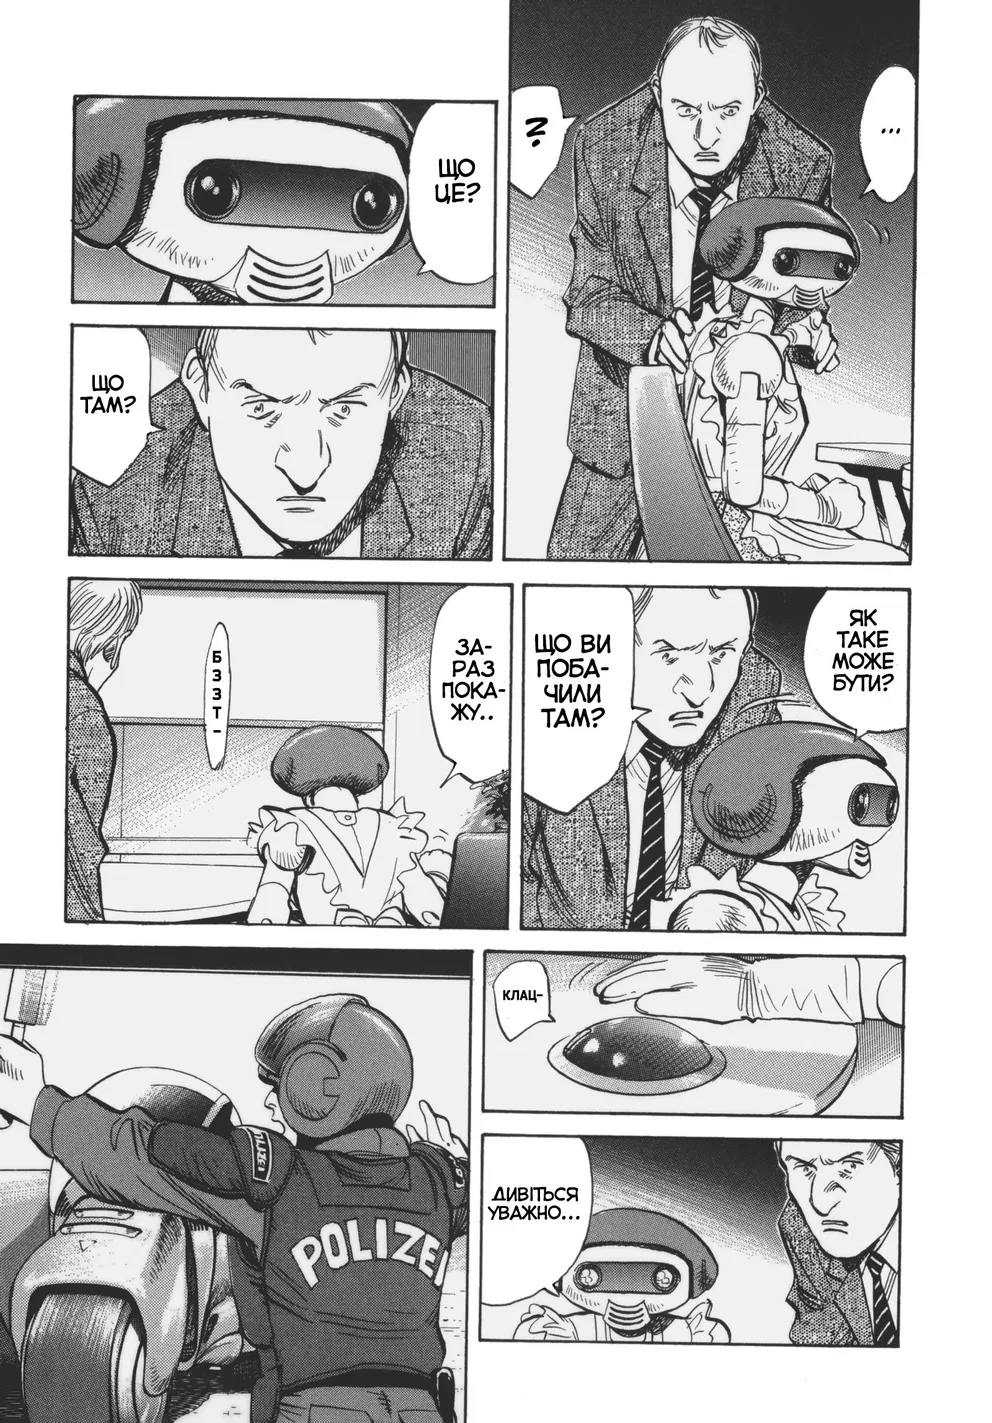 ...
?
ЩО
ЦЕ?
ЩО
ТАМ?
ЯК
ТАКЕ
МОЖЕ
БУТИ?
ЩО ВИ
ПОБА-
ЧИЛИ
ТАМ?
ЗА-
РАЗ
ПОКА-
ЖУ..
БЗЗТ-
КЛАЦ-
ДИВІТЬСЯ
УВАЖНО...
POLIZEI
POLIZEI